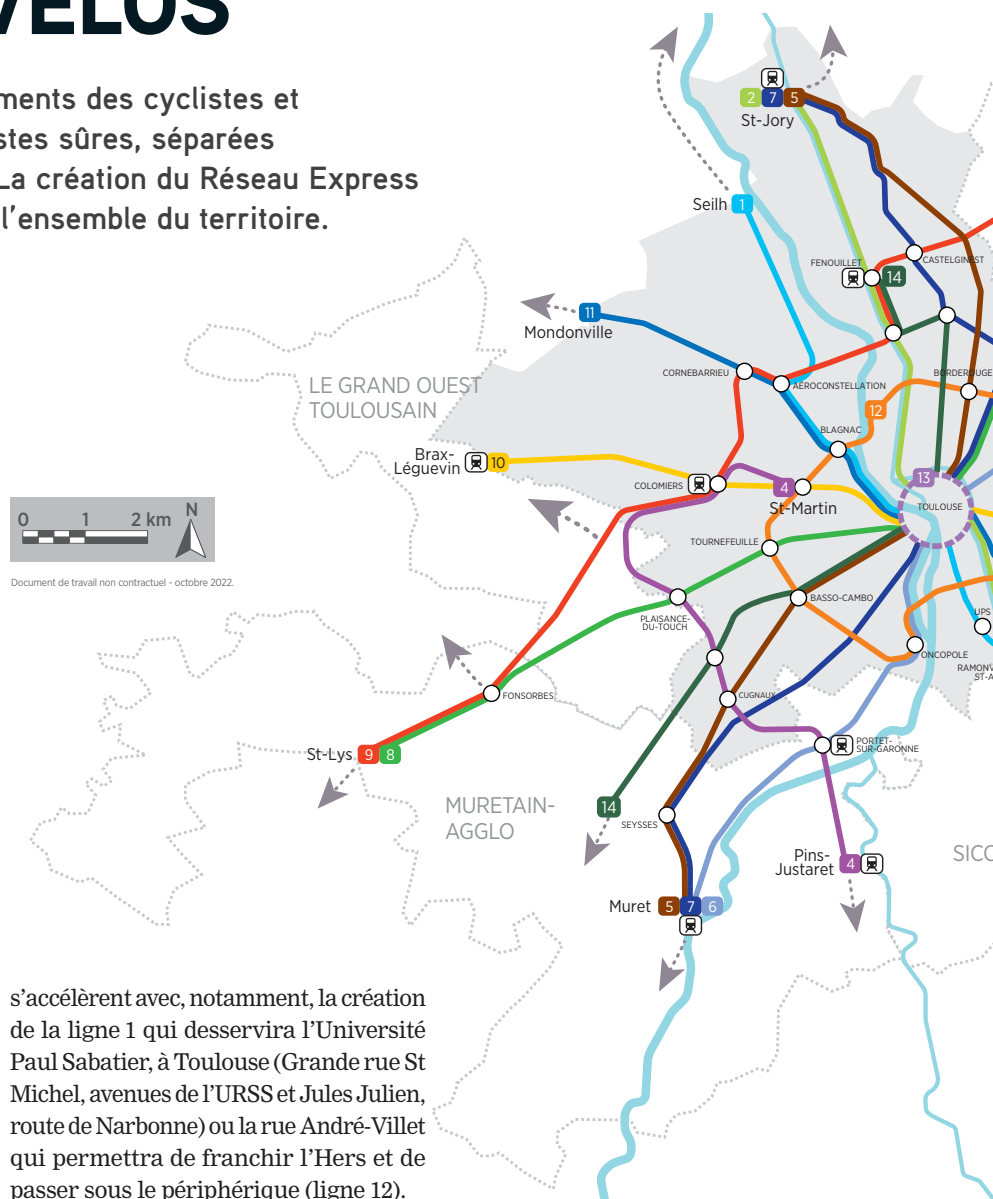 VÉLOS
ments des cyclistes et
stes sûres, séparées
La création du Réseau Express
l’ensemble du territoire.
2 7 5
St-Jory
Seilh 1
FENOUILLET
14
CASTELGINEST
11
Mondonville
CORNEBARRIEU
AÉROCONSTELLATION
BORDEROUGE
LE GRAND OUEST
TOULOUSAIN
12
BLAGNAC
Brax-
Léguevin
10
COLOMIERS
4
St-Martin
13
TOULOUSE
0 1 2 km
N
Document de travail non contractuel - octobre 2022.
TOURNEFEUILLE
PLAISANCE-
DU-TOUCH
BASSO-CAMBO
UPS
ONCOPOLE
RAMONV
ST-A
FONSORBES
CUGNAUX
St-Lys 9 8
PORTET-
SUR-GARONNE
MURETAIN-
AGGLO
14
SEYSSES
Pins-
Justaret
4
SICO
Muret 5 7 6
s’accélèrent avec, notamment, la création
de la ligne 1 qui desservira l’Université
Paul Sabatier, à Toulouse (Grande rue St
Michel, avenues de l’URSS et Jules Julien,
route de Narbonne) ou la rue André-Villet
qui permettra de franchir l’Hers et de
passer sous le périphérique (ligne 12).